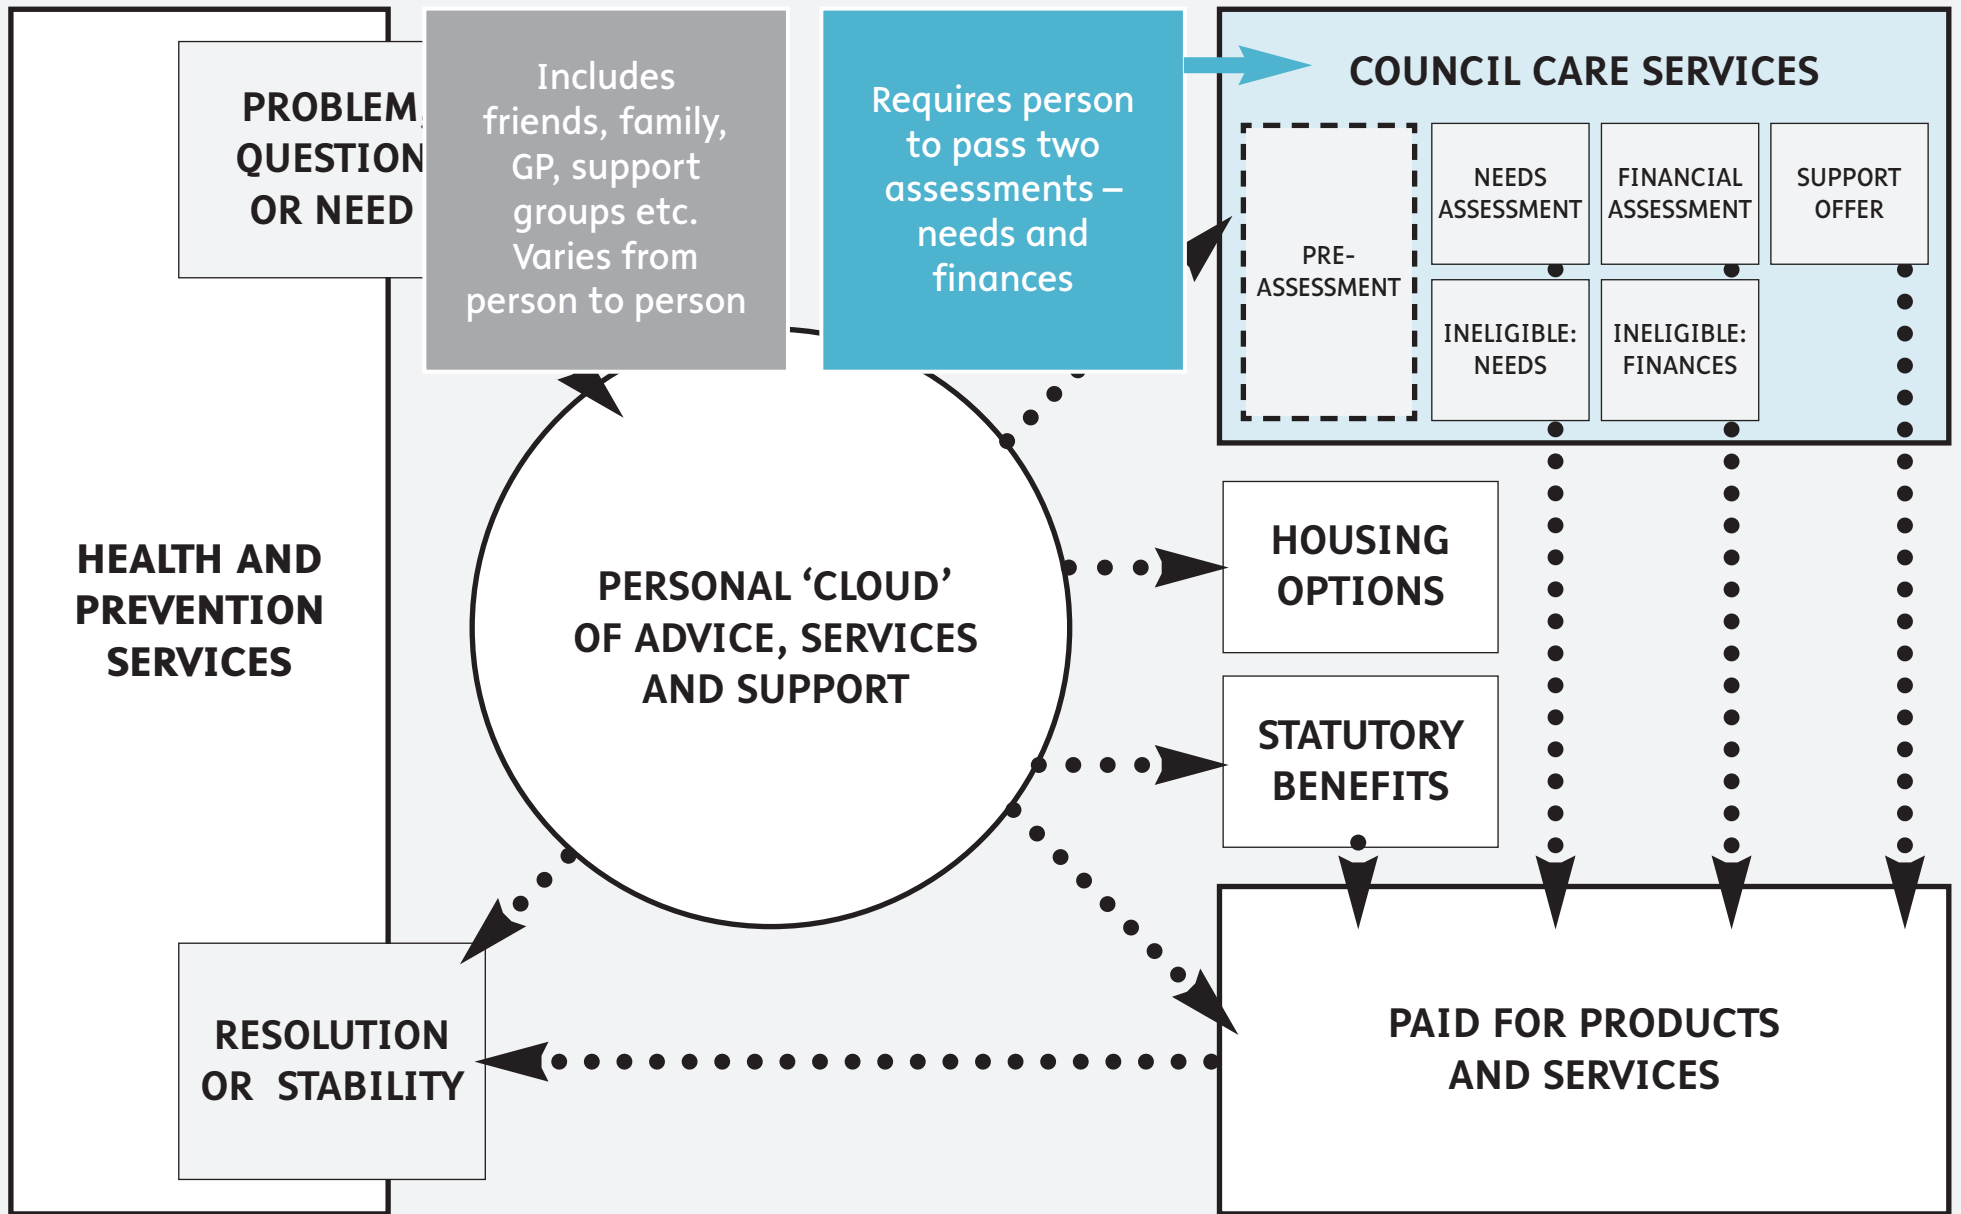 PROBLEM,
QUESTION
OR NEED
Includes
friends, family,
GP, support
groups etc.
Varies from
person to person
Requires person
to pass two
assessments –
needs and
finances
COUNCIL CARE SERVICES
PRE-
ASSESSMENT
NEEDS
ASSESSMENT
FINANCIAL
ASSESSMENT
SUPPORT
OFFER
INELIGIBLE:
NEEDS
INELIGIBLE:
FINANCES
HEALTH AND
PREVENTION
SERVICES
PERSONAL ‘CLOUD’
OF ADVICE, SERVICES
AND SUPPORT
HOUSING
OPTIONS
STATUTORY
BENEFITS
RESOLUTION
OR  STABILITY
PAID FOR PRODUCTS
AND SERVICES